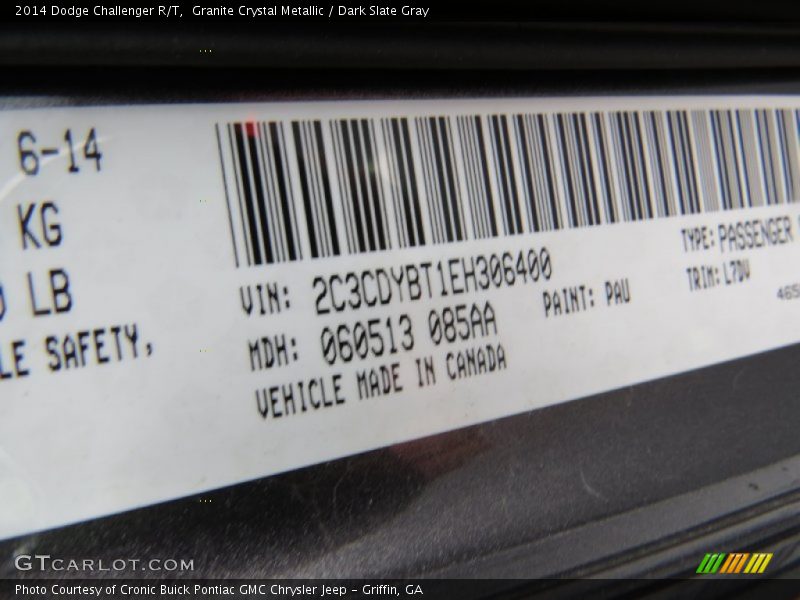 2014 Dodge Challenger R/T, Granite Crystal Metallic / Dark Slate Gray
6-14
KG
LB
LE SAFETY,
VIN: 2C3CDYBT1EH306400
MDH: 060513 085AA
VEHICLE MADE IN CANADA
PAINT: PAU
TYPE: PASSENGER
TRIM: L7DV
465
GTCARLOT.COM
Photo Courtesy of Cronic Buick Pontiac GMC Chrysler Jeep - Griffin, GA